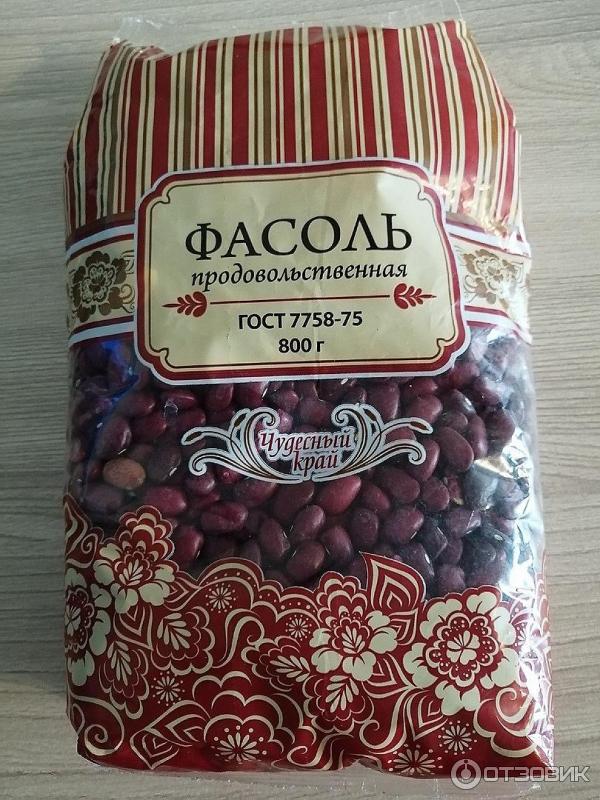 ФАСОЛЬ
продовольственная
ГОСТ 7758-75
800 г
Чудесный
край
ОТЗОВИК